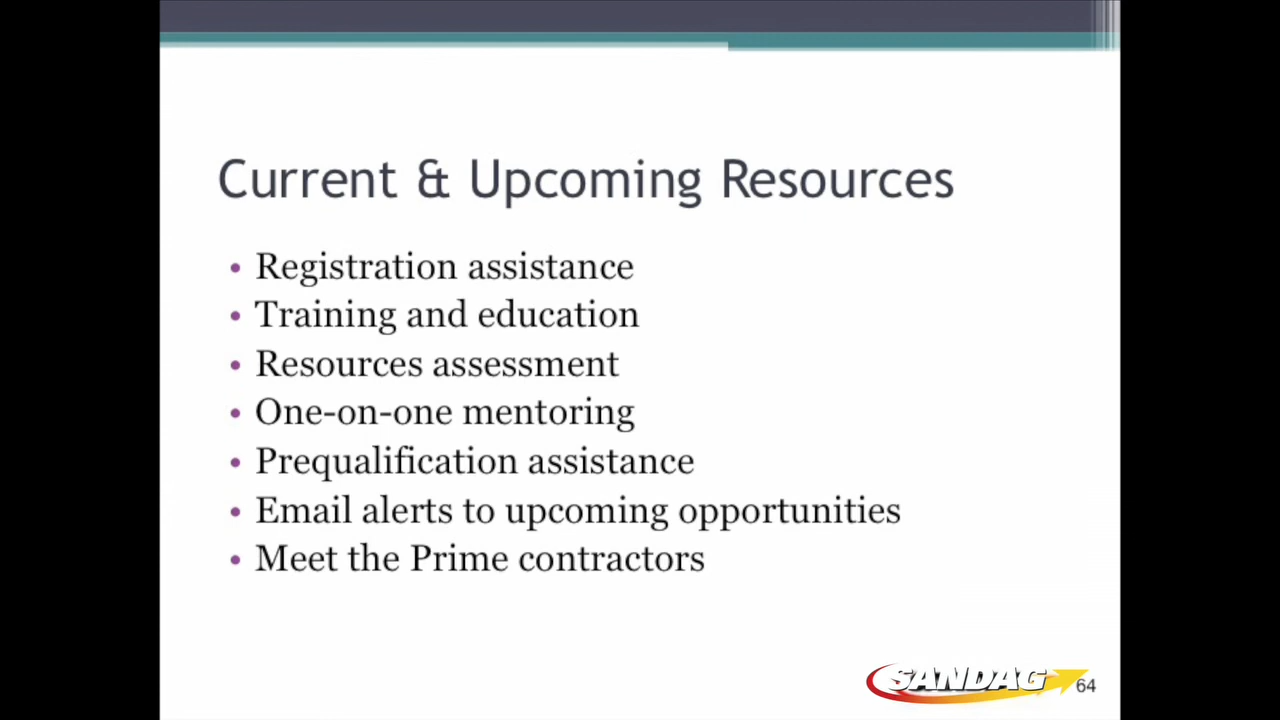 Current & Upcoming Resources
• Registration assistance
• Training and education
• Resources assessment
• One-on-one mentoring
• Prequalification assistance
• Email alerts to upcoming opportunities
• Meet the Prime contractors
SANDAG
64